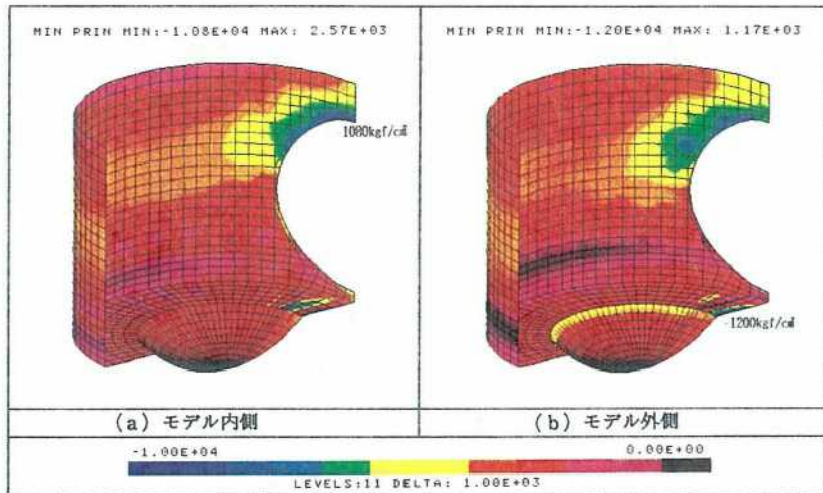 MIN PRIN MIN:-1.08E+04 MAX: 2.57E+03
MIN PRIN MIN:-1.20E+04 MAX: 1.17E+03
1080kgf/c㎡
-1200kgf/c㎡
(a) モデル内側
(b) モデル外側
-1.00E+04
0.00E+00
LEVELS:11 DELTA: 1.00E+03